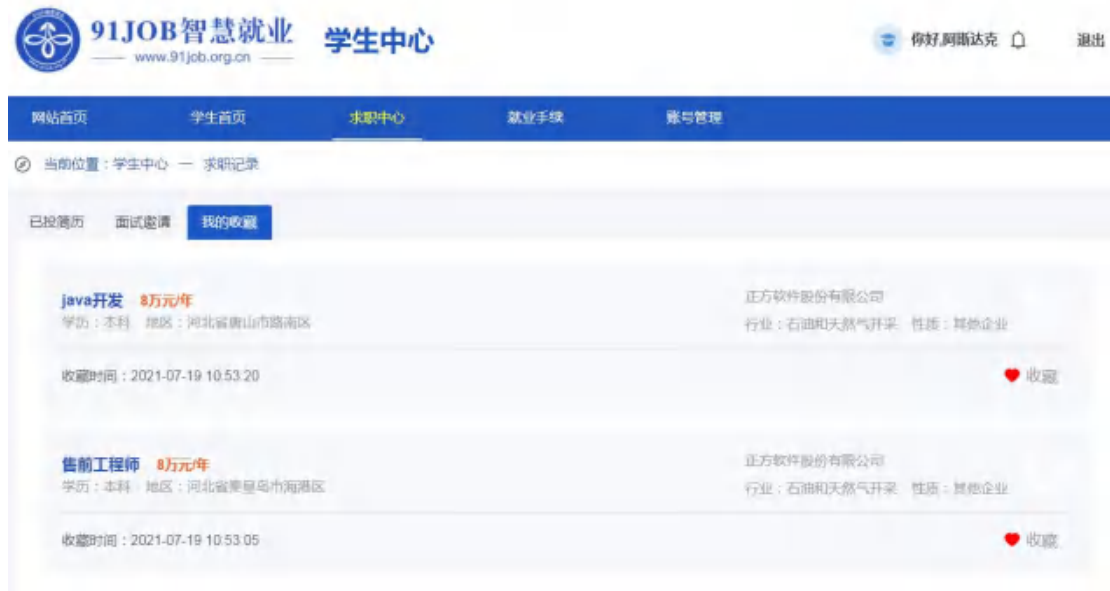 91JOB智慧就业
www.91job.org.cn
学生中心
你好,阿斯达克
退出
网站首页 学生首页 求职中心 就业手续 账号管理
当前位置:学生中心 一 求职记录
已投简历 面试邀请 我的收藏
java开发 8万元/年
正方软件股份有限公司
学历:本科 地区:河北省唐山市路南区
行业:石油和天然气开采 性质:其他企业
收藏时间:2021-07-19 10:53:20
收藏
售前工程师 8万元/年
正方软件股份有限公司
学历:本科 地区:河北省秦皇岛市海港区
行业:石油和天然气开采 性质:其他企业
收藏时间:2021-07-19 10:53:05
收藏